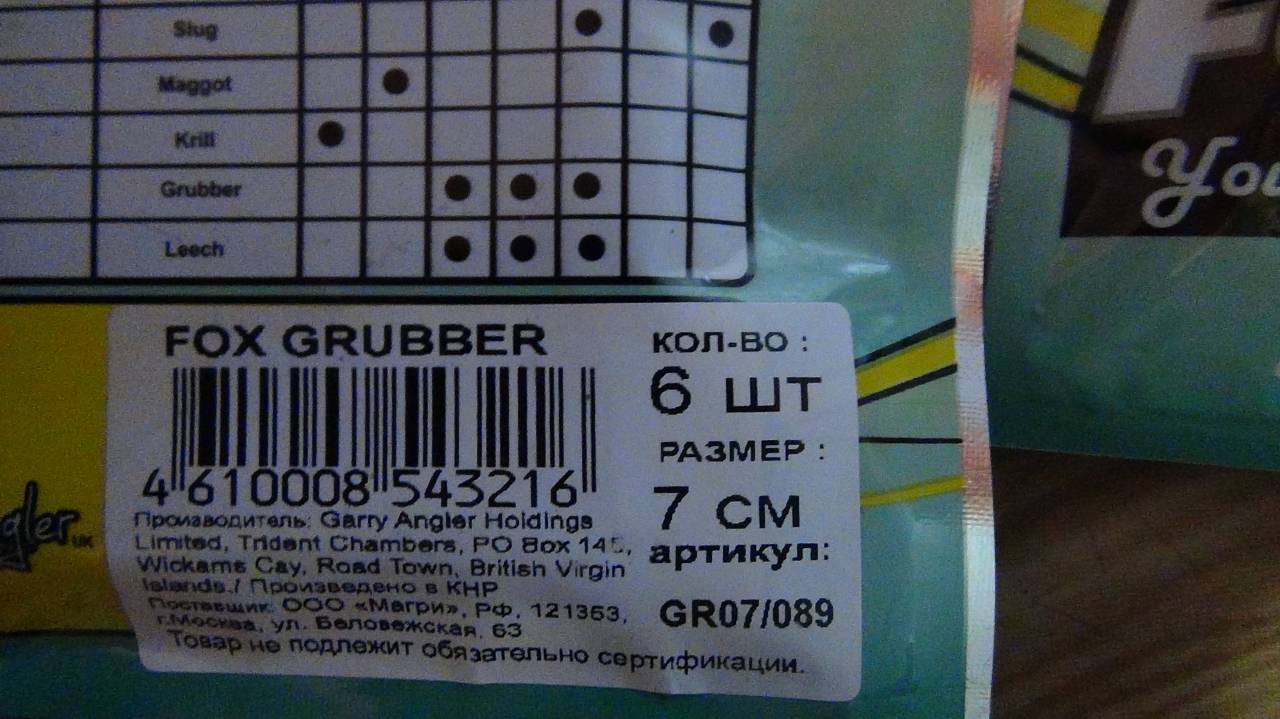 Slug
Maggot
Krill
Grubber
Leech
You
FOX GRUBBER
4 610008 543216
Производитель: Garry Angler Holdings
Limited, Trident Chambers, PO Box
Wickams Cay, Road Town, British Virgin
Islands./ Произведено в КНР
Поставщик: ООО «Магри», РФ, 121353,
г.Москва, ул. Беловежская, 63
Товар не подлежит обязательно сертификации.
КОЛ-ВО :
6 шт
РАЗМЕР :
7 см
артикул:
GR07/089
UK